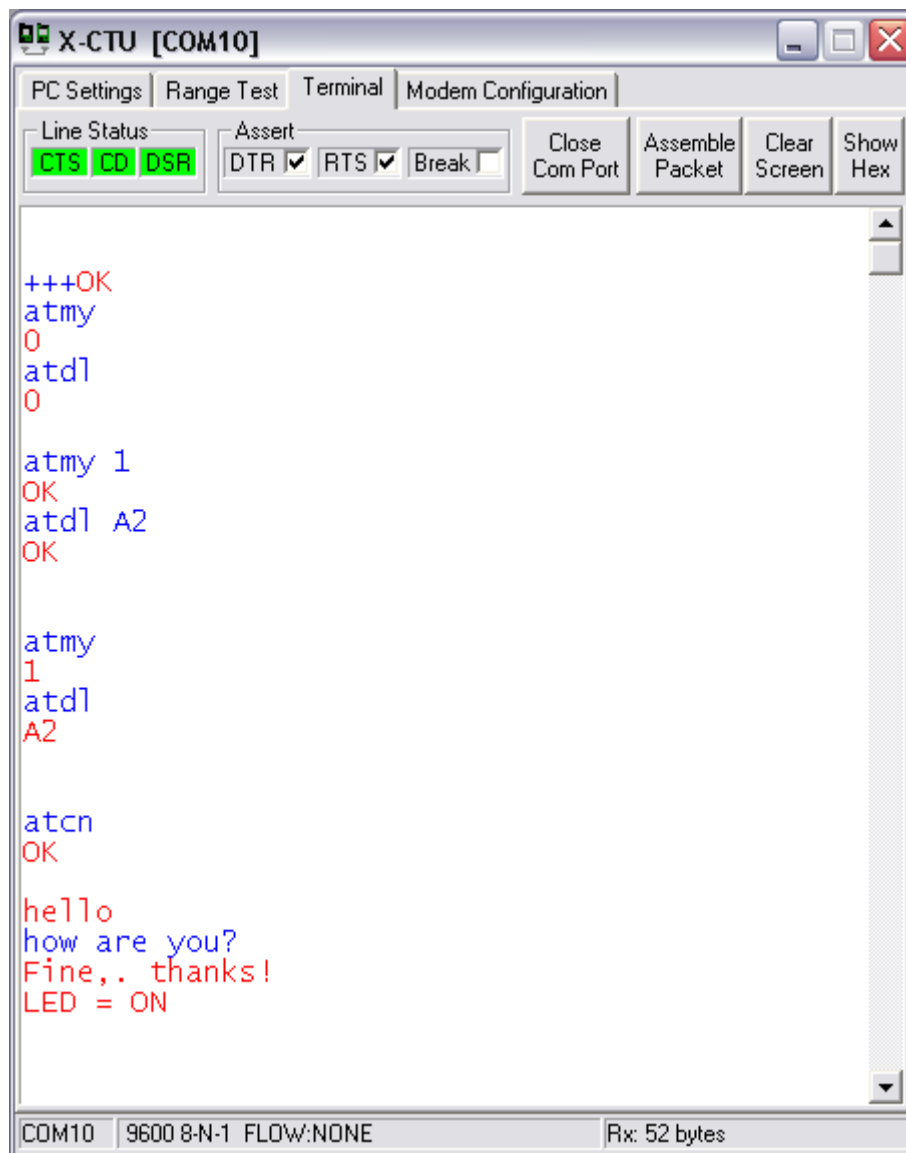 X-CTU [COM10]
PC Settings Range Test Terminal Modem Configuration
Line Status Assert
CTS CD DSR DTR RTS Break Close Com Port Assemble Packet Clear Screen Show Hex
+++OK
atmy
0
atdl
0
atmy 1
OK
atdl A2
OK
atmy
1
atdl
A2
atcn
OK
hello
how are you?
Fine,. thanks!
LED = ON
COM10 9600 8-N-1 FLOW:NONE Rx: 52 bytes